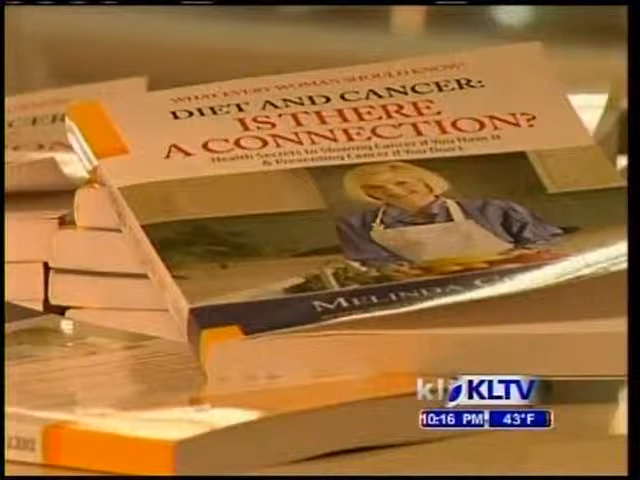 WHAT EVERY WOMAN SHOULD KNOW!
DIET AND CANCER:
IS THERE
A CONNECTION?
Health Secrets to Slowing Cancer if You Have It
& Preventing Cancer if You Don't
MELINDA
kl KLTV
10:16 PM 43°F